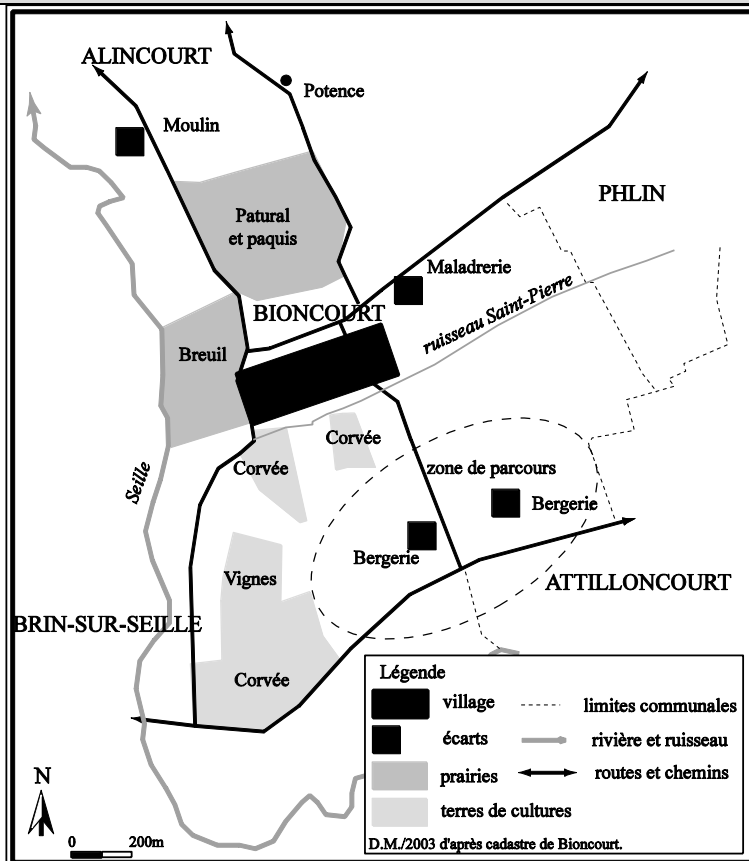 ALINCOURT
Potence
Moulin
PHLIN
Patural
et paquis
Maladrerie
BIONCOURT
ruisseau Saint-Pierre
Breuil
Corvée
Corvée
zone de parcours
Seille
Bergerie
Bergerie
Vignes
ATTILLONCOURT
BRIN-SUR-SEILLE
Corvée
Légende
village
limites communales
écarts
rivière et ruisseau
prairies
routes et chemins
terres de cultures
D.M./2003 d'après cadastre de Bioncourt.
N
0 200m